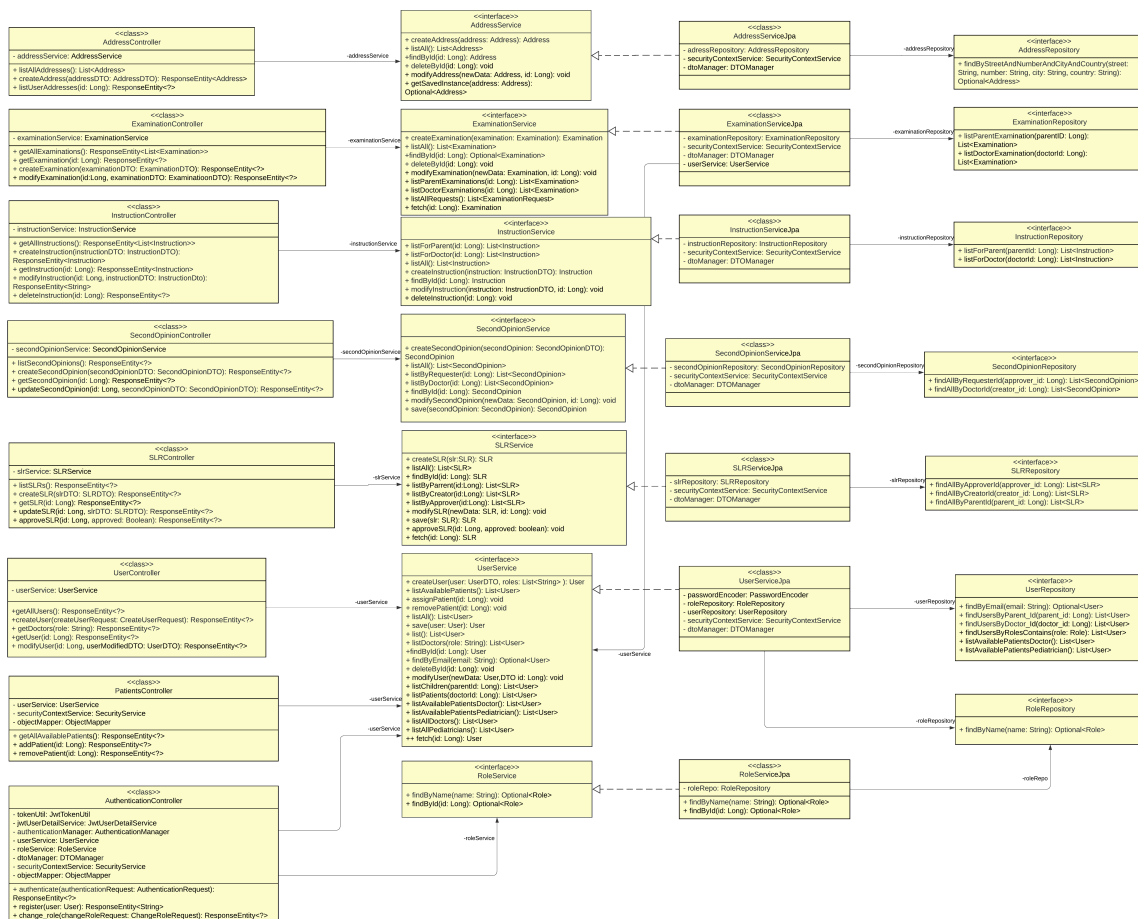 <<class>>
AddressController
- addressService: AddressService
+ listAllAddresses(): List<Address>
+ createAddress(addressDTO: AddressDTO): ResponseEntity<Address>
+ listUserAddresses(id: Long): ResponseEntity<?>
-addressService
<<interface>>
AddressService
+ createAddress(address: Address): Address
+ listAll(): List<Address>
+findById(id: Long): Address
+ deleteById(id: Long): void
+ modifyAddress(newData: Address, id: Long): void
+ getSavedInstance(address: Address):
Optional<Address>
<<class>>
AddressServiceJpa
- adressRepository: AddressRepository
- securityContextService: SecurityContextService
- dtoManager: DTOManager
-addressRepository
<<interface>>
AddressRepository
+ findByStreetAndNumberAndCityAndCountry(street:
String, number: String, city: String, country: String):
Optional<Address>
<<class>>
ExaminationController
- examinationService: ExaminationService
+ getAllExaminations(): ResponseEntity<List<Examination>>
+ getExamination(id: Long): ResponseEntity<?>
+ createExamination(examinationDTO: ExaminationDTO): ResponseEntity<?>
+ modifyExamination(id:Long, examinationDTO: ExaminatioonDTO): ResponseEntity<?>
-examinationService
<<interface>>
ExaminationService
+ createExamination(examination: Examination): Examination
+ listAll(): List<Examination>
+findById(id: Long): Optional<Examination>
+ deleteById(id: Long): void
+ modifyExamination(newData: Examination, id: Long): void
+ listParentExaminations(id: Long): List<Examination>
+ listDoctorExaminations(id: Long): List<Examination>
+ listAllRequests(): List<ExaminationRequest>
+ fetch(id: Long): Examination
<<class>>
ExaminationServiceJpa
- examinationRepository: ExaminationRepository
- securityContextService: SecurityContextService
- dtoManager: DTOManager
- userService: UserService
-examinationRepository
<<interface>>
ExaminationRepository
+ listParentExamination(parentID: Long):
List<Examination>
+ listDoctorExamination(doctorId: Long):
List<Examination>
<<class>>
InstructionController
- instructionService: InstructionService
+ getAllInstructions(): ResponseEntity<List<Instruction>>
+ createInstruction(instructionDTO: InstructionDTO):
ResponseEntity<Instruction>
+ getInstruction(id: Long): ResponsseEntity<Instruction>
+ modifyInstruction(id: Long, instructionDTO: InstructionDto):
ResponseEntity<String>
+ deleteInstruction(id: Long): ResponseEntity<?>
-instructionService
<<interface>>
InstructionService
+ listForParent(id: Long): List<Instruction>
+ listForDoctor(id: Long): List<Instruction>
+ listAll(): List<Instruction>
+ createInstruction(instruction: InstructionDTO): Instruction
+ findById(id: Long): Instruction
+ modifyInstruction(instruction: InstructionDTO, id: Long): void
+ deleteInstruction(id: Long): void
<<class>>
InstructionServiceJpa
- instructionRepository: InstructionRepository
- securityContextService: SecurityContextService
- dtoManager: DTOManager
-instructionRepository
<<interface>>
InstructionRepository
+ listForParent(parentId: Long): List<Instruction>
+ listForDoctor(doctorId: Long): List<Instruction>
<<class>>
SecondOpinionController
- secondOpinionService: SecondOpinionService
+ listSecondOpinions(): ResponseEntity<?>
+ createSecondOpinion(secondOpinionDTO: SecondOpinionDTO): ResponseEntity<?>
+ getSecondOpinion(id: Long): ResponseEntity<?>
+ updateSecondOpinion(id: Long, secondOpinionDTO: SecondOpinionDTO): ResponseEntity<?>
-secondOpinionService
<<interface>>
SecondOpinionService
+ createSecondOpinion(secondOpinion: SecondOpinionDTO):
SecondOpinion
+ listAll(): List<SecondOpinion>
+ listByRequester(id: Long): List<SecondOpinion>
+ listByDoctor(id: Long): List<SecondOpinion>
+ findById(id: Long): SecondOpinion
+ modifySecondOpinion(newData: SecondOpinion, id: Long): void
+ save(secondOpinion: SecondOpinion): SecondOpinion
<<class>>
SecondOpinionServiceJpa
- secondOpinionRepository: SecondOpinionRepository
- securityContextService: SecurityContextService
- dtoManager: DTOManager
-secondOpinionRepository
<<interface>>
SecondOpinionRepository
+ findAllByRequesterId(approver_id: Long): List<SecondOpinion>
+ findAllByDoctorId(creator_id: Long): List<SecondOpinion>
<<class>>
SLRController
- slrService: SLRService
+ listSLRs(): ResponseEntity<?>
+ createSLR(slrDTO: SLRDTO): ResponseEntity<?>
+ getSLR(id: Long): ResponseEntity<?>
+ updateSLR(id: Long, slrDTO: SLRDTO): ResponseEntity<?>
+ approveSLR(id: Long, approved: Boolean): ResponseEntity<?>
-slrService
<<interface>>
SLRService
+ createSLR(slr:SLR): SLR
+ listAll(): List<SLR>
+ findById(id: Long): SLR
+ listByParent(id:Long): List<SLR>
+ listByCreator(id:Long): List<SLR>
+ listByApprover(id: Long): List<SLR>
+ modifySLR(newData: SLR, id: Long): void
+ save(slr: SLR): SLR
+ approveSLR(id: Long, approved: boolean): void
+ fetch(id: Long): SLR
<<class>>
SLRServiceJpa
- slrRepository: SLRRepository
- securityContextService: SecurityContextService
- dtoManager: DTOManager
-slrRepository
<<interface>>
SLRRepository
+ findAllByApproverId(approver_id: Long): List<SLR>
+ findAllByCreatorId(creator_id: Long): List<SLR>
+ findAllByParentId(parent_id: Long): List<SLR>
<<class>>
UserController
- userService: UserService
+getAllUsers(): ResponseEntity<?>
+createUser(createUserRequest: CreateUserRequest): ResponseEntity<?>
+ getDoctors(role: String): ResponseEntity<?>
+getUser(id: Long): ResponseEntity<?>
+ modifyUser(id: Long, userModifiedDTO: UserDTO): ResponseEntity<?>
-userService
<<interface>>
UserService
+ createUser(user: UserDTO, roles: List<String> ): User
+ listAvailablePatients(): List<User>
+ assignPatient(id: Long): void
+ removePatient(id: Long): void
+ listAll(): List<User>
+ save(user: User): User
+ list(): List<User>
+ listDoctors(role: String): List<User>
+findById(id: Long): User
+ findByEmail(email: String): Optional<User>
+ deleteById(id: Long): void
+ modifyUser(newData: User,DTO id: Long): void
+ listChildren(parentId: Long): List<User>
+ listPatients(doctorId: Long): List<User>
+ listAvailablePatientsDoctor(): List<User>
+ listAvailablePatientsPediatrician(): List<User>
+ listAllDoctors(): List<User>
+ listAllPediatricians(): List<User>
++ fetch(id: Long): User
-userService
<<class>>
UserServiceJpa
- passwordEncoder: PasswordEncoder
- roleRepository: RoleRepository
- userRepository: UserRepository
- securityContextService: SecurityContextService
- dtoManager: DTOManager
-userRepository
<<interface>>
UserRepository
+ findByEmail(email: String): Optional<User>
+ findUsersByParent_Id(parent_id: Long): List<User>
+ findUsersByDoctor_Id(doctor_id: Long): List<User>
+ findUsersByRolesContains(role: Role): List<User>
+ listAvailablePatientsDoctor(): List<User>
+ listAvailablePatientsPediatrician(): List<User>
<<class>>
PatientsController
- userService: UserService
- securityContextService: SecurityService
- objectMapper: ObjectMapper
+ getAllAvailablePatients(): ResponseEntity<?>
+ addPatient(id: Long): ResponseEntity<?>
+ removePatient(id: Long): ResponseEntity<?>
-userService
-userService
-roleRepository
<<interface>>
RoleRepository
+ findByName(name: String): Optional<Role>
<<class>>
AuthenticationController
- tokenUtil: JwtTokenUtil
- jwtUserDetailService: JwtUserDetailService
- authenticationManager: AuthenticationManager
- userService: UserService
- roleService: RoleService
- dtoManager: DTOManager
- securityContextService: SecurityService
- objectMapper: ObjectMapper
+ authenticate(authenticationRequest: AuthenticationRequest):
ResponseEntity<?>
+ register(user: User): ResponseEntity<String>
+ change_role(changeRoleRequest: ChangeRoleRequest): ResponseEntity<?>
-roleService
<<interface>>
RoleService
+ findByName(name: String): Optional<Role>
+ findById(id: Long): Optional<Role>
<<class>>
RoleServiceJpa
- roleRepo: RoleRepository
+ findByName(name: String): Optional<Role>
+ findById(id: Long): Optional<Role>
-roleRepo